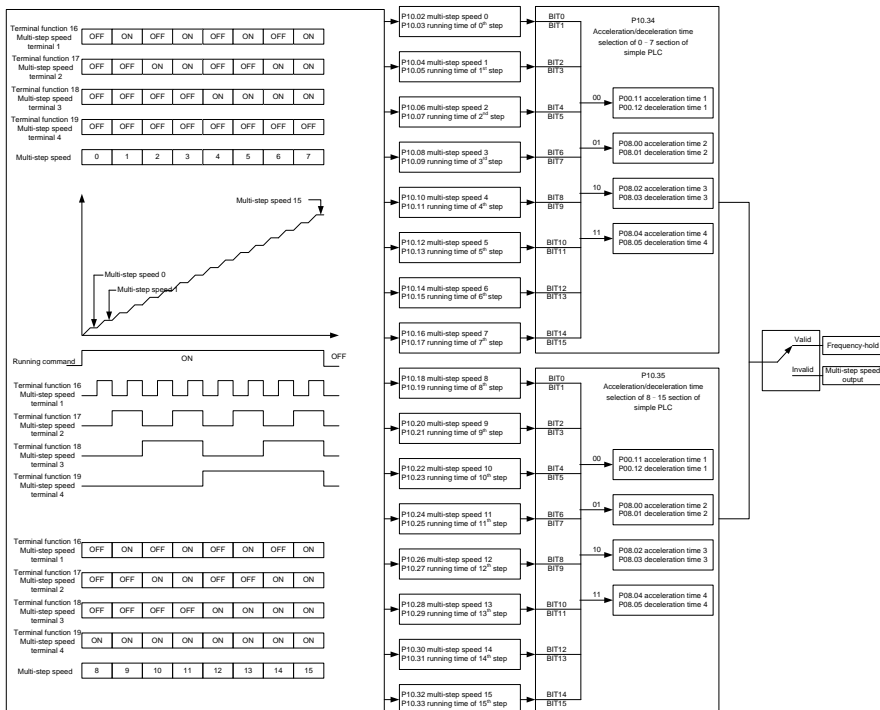 Terminal function 16
Multi-step speed
terminal 1
OFF ON OFF ON OFF ON OFF ON
Terminal function 17
Multi-step speed
terminal 2
OFF OFF ON ON OFF OFF ON ON
Terminal function 18
Multi-step speed
terminal 3
OFF OFF OFF OFF ON ON ON ON
Terminal function 19
Multi-step speed
terminal 4
OFF OFF OFF OFF OFF OFF OFF OFF
Multi-step speed 0 1 2 3 4 5 6 7
Multi-step speed 15
Multi-step speed 0
Multi-step speed 1
Running command
ON
OFF
Terminal function 16
Multi-step speed
terminal 1
Terminal function 17
Multi-step speed
terminal 2
Terminal function 18
Multi-step speed
terminal 3
Terminal function 19
Multi-step speed
terminal 4
Terminal function 16
Multi-step speed
terminal 1
OFF ON OFF ON OFF ON OFF ON
Terminal function 17
Multi-step speed
terminal 2
OFF OFF ON ON OFF OFF ON ON
Terminal function 18
Multi-step speed
terminal 3
OFF OFF OFF OFF ON ON ON ON
Terminal function 19
Multi-step speed
terminal 4
ON ON ON ON ON ON ON ON
Multi-step speed 8 9 10 11 12 13 14 15
P10.02 multi-step speed 0
P10.03 running time of 0th step
P10.04 multi-step speed 1
P10.05 running time of 1st step
P10.06 multi-step speed 2
P10.07 running time of 2nd step
P10.08 multi-step speed 3
P10.09 running time of 3rd step
P10.10 multi-step speed 4
P10.11 running time of 4th step
P10.12 multi-step speed 5
P10.13 running time of 5th step
P10.14 multi-step speed 6
P10.15 running time of 6th step
P10.16 multi-step speed 7
P10.17 running time of 7th step
P10.18 multi-step speed 8
P10.19 running time of 8th step
P10.20 multi-step speed 9
P10.21 running time of 9th step
P10.22 multi-step speed 10
P10.23 running time of 10th step
P10.24 multi-step speed 11
P10.25 running time of 11th step
P10.26 multi-step speed 12
P10.27 running time of 12th step
P10.28 multi-step speed 13
P10.29 running time of 13th step
P10.30 multi-step speed 14
P10.31 running time of 14th step
P10.32 multi-step speed 15
P10.33 running time of 15th step
BIT0
BIT1
BIT2
BIT3
BIT4
BIT5
BIT6
BIT7
BIT8
BIT9
BIT10
BIT11
BIT12
BIT13
BIT14
BIT15
P10.34
Acceleration/deceleration time
selection of 0 - 7 section of
simple PLC
00
P00.11 acceleration time 1
P00.12 deceleration time 1
01
P08.00 acceleration time 2
P08.01 deceleration time 2
10
P08.02 acceleration time 3
P08.03 deceleration time 3
11
P08.04 acceleration time 4
P08.05 deceleration time 4
BIT0
BIT1
BIT2
BIT3
BIT4
BIT5
BIT6
BIT7
BIT8
BIT9
BIT10
BIT11
BIT12
BIT13
BIT14
BIT15
P10.35
Acceleration/deceleration time
selection of 8 - 15 section of
simple PLC
00
P00.11 acceleration time 1
P00.12 deceleration time 1
01
P08.00 acceleration time 2
P08.01 deceleration time 2
10
P08.02 acceleration time 3
P08.03 deceleration time 3
11
P08.04 acceleration time 4
P08.05 deceleration time 4
Valid
Frequency-hold
Invalid
Multi-step speed
output